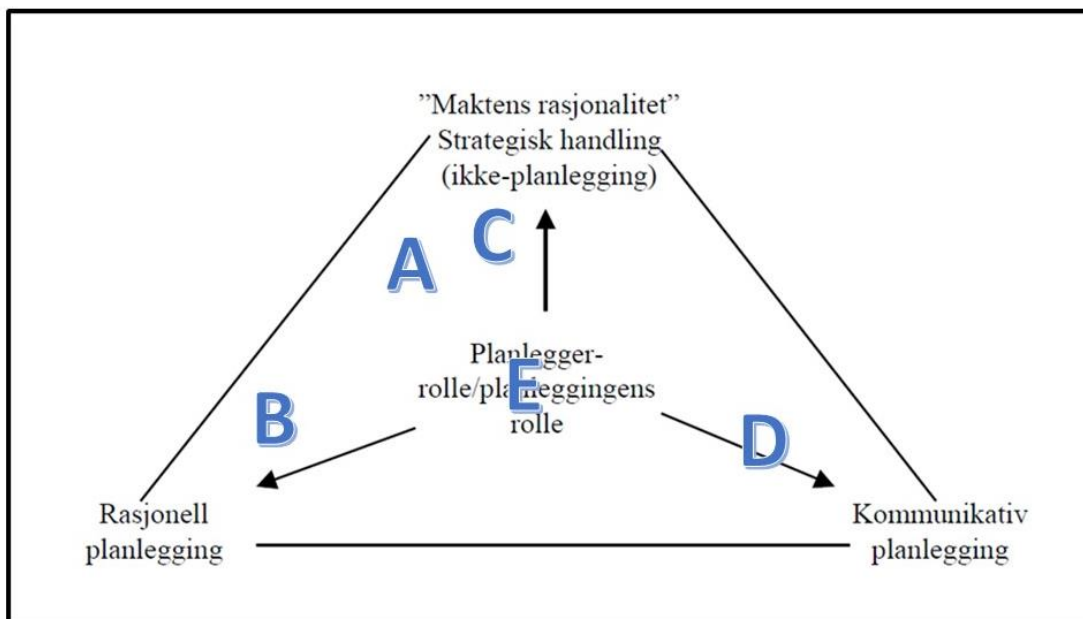 ”Maktens rasjonalitet”
Strategisk handling
(ikke-planlegging)
C
A
Planlegger-
rolle/planleggingens
E
rolle
B
D
Rasjonell
planlegging
Kommunikativ
planlegging